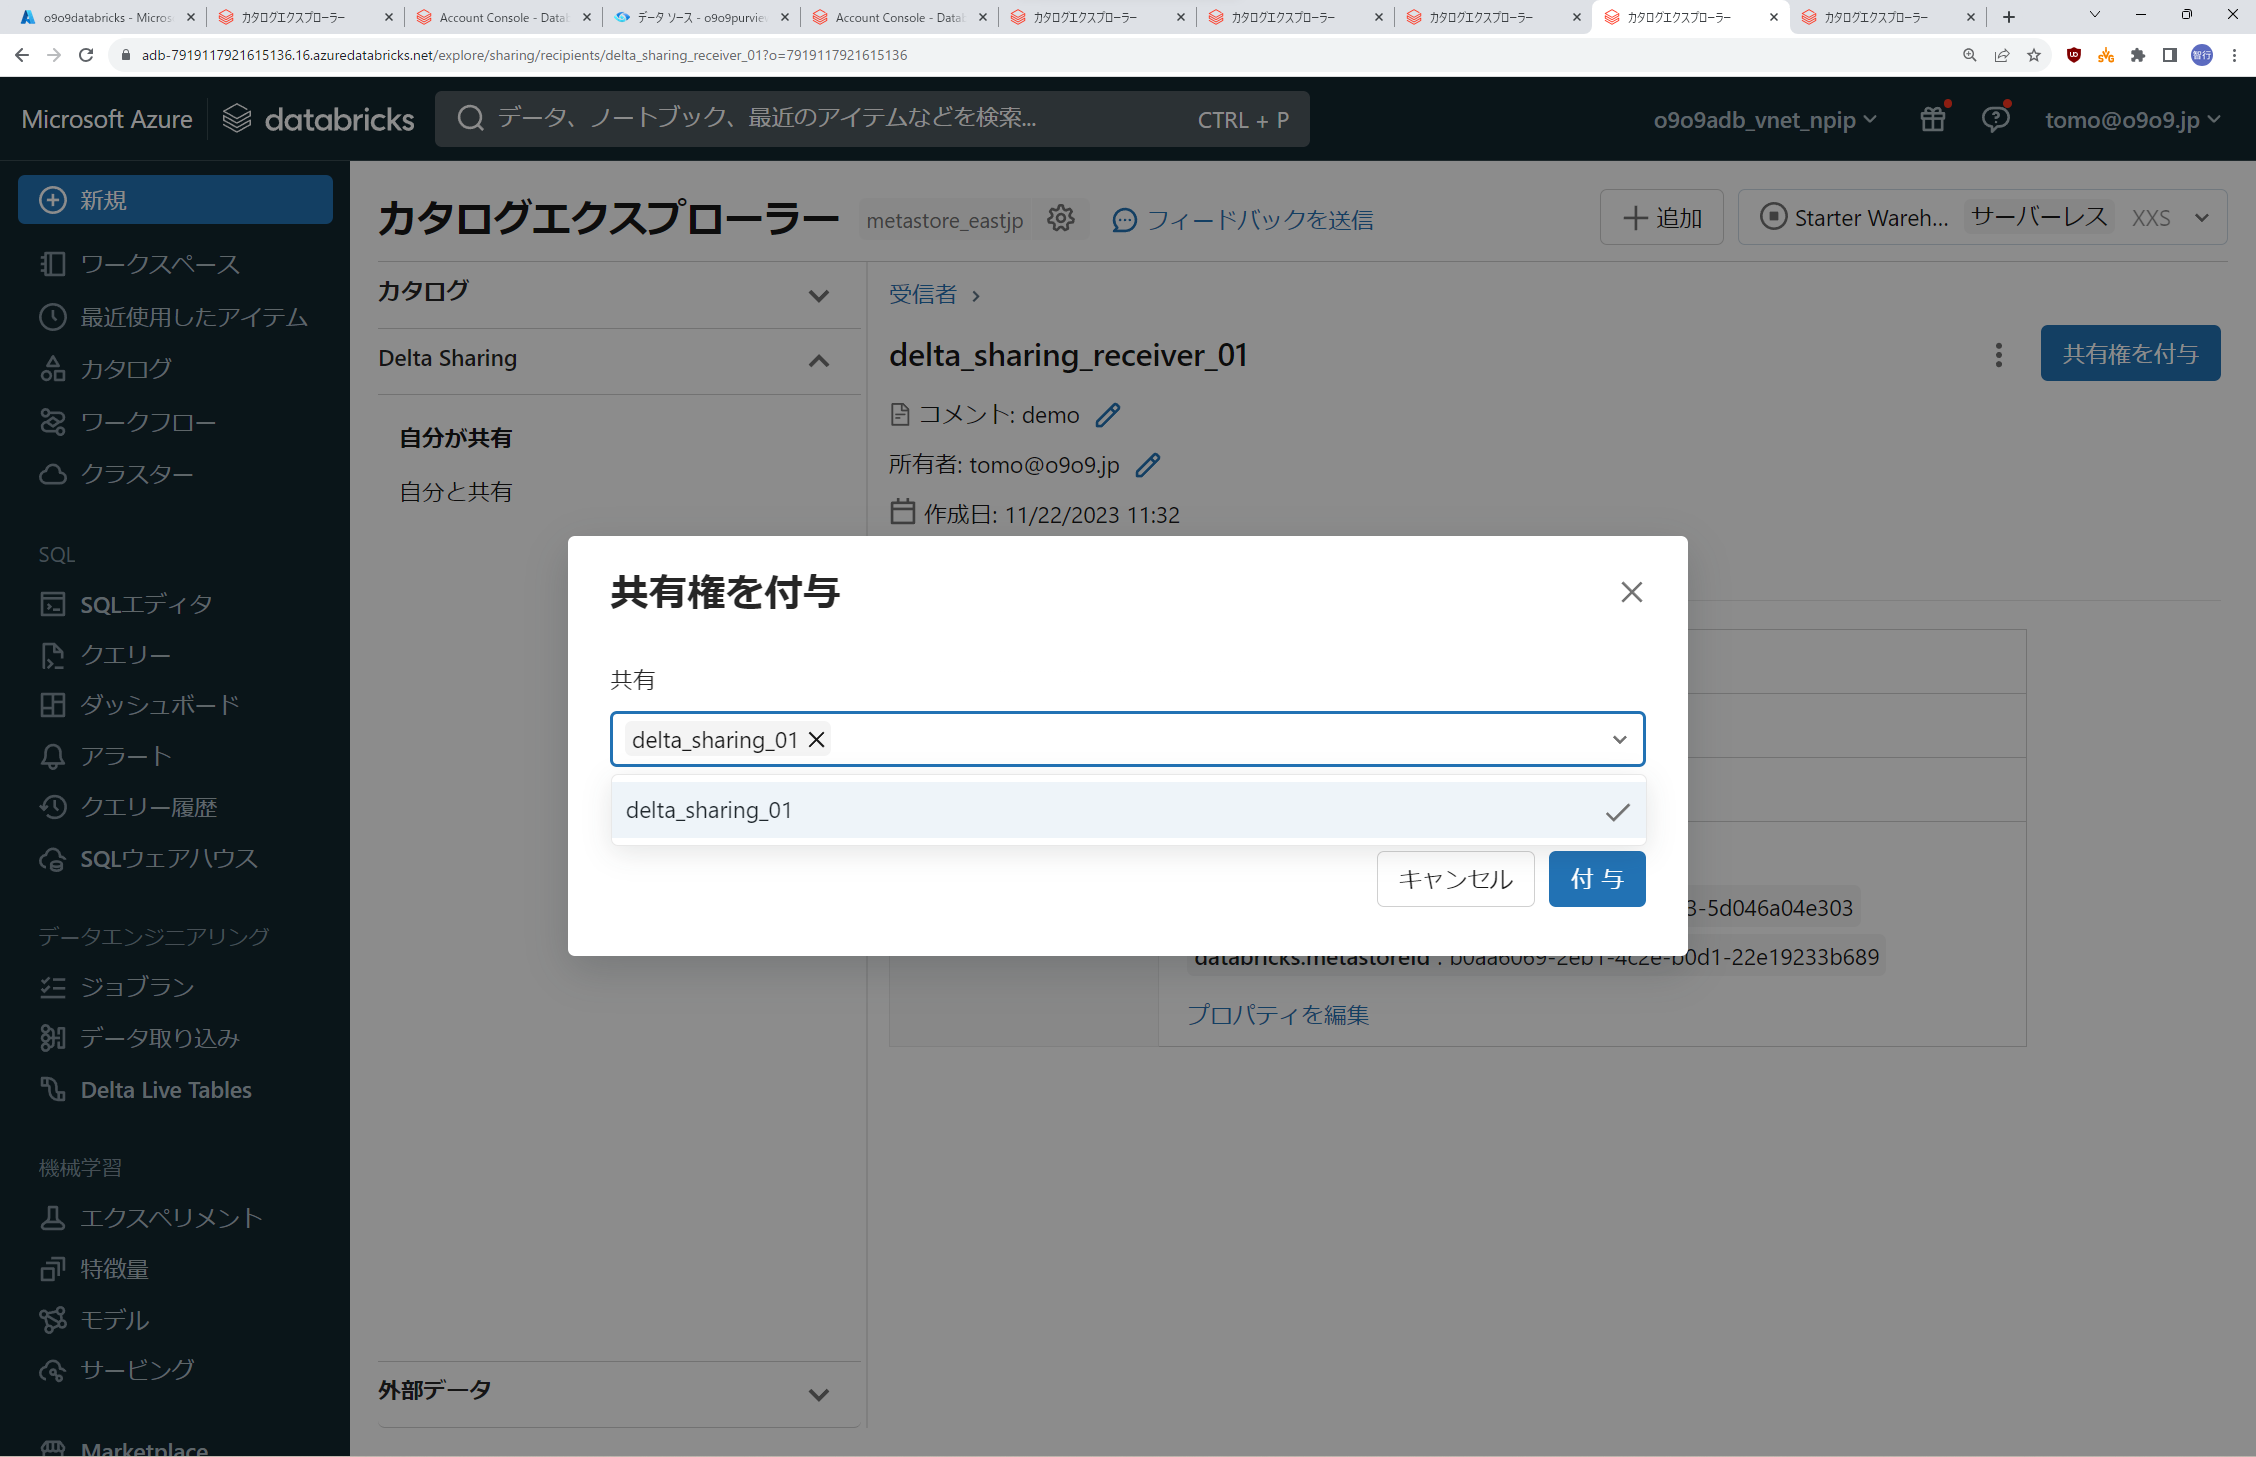 o9o9databricks - Micros
カタログエクスプローラー
Account Console - Datab
データ ソース - o9o9purvie
Account Console - Datab
カタログエクスプローラー
カタログエクスプローラー
カタログエクスプローラー
カタログエクスプローラー
カタログエクスプローラー
adb-7919117921615136.16.azuredatabricks.net/explore/sharing/recipients/delta_sharing_receiver_01?o=7919117921615136
智行
Microsoft Azure
databricks
データ、ノートブック、最近のアイテムなどを検索...
CTRL + P
o9o9adb_vnet_npip
tomo@o9o9.jp
新規
ワークスペース
最近使用したアイテム
カタログ
ワークフロー
クラスター
SQL
SQLエディタ
クエリー
ダッシュボード
アラート
クエリー履歴
SQLウェアハウス
データエンジニアリング
ジョブラン
データ取り込み
Delta Live Tables
機械学習
エクスペリメント
特徴量
モデル
サービング
Marketplace
カタログエクスプローラー
metastore_eastjp
フィードバックを送信
追加
Starter Wareh...
サーバーレス
XXS
カタログ
Delta Sharing
自分が共有
自分と共有
外部データ
受信者
delta_sharing_receiver_01
共有権を付与
コメント: demo
所有者: tomo@o9o9.jp
作成日: 11/22/2023 11:32
共有権を付与
共有
delta_sharing_01
delta_sharing_01
キャンセル
付 与
3-5d046a04e303
databricks.metastoreId : b0aa6069-2eb1-4c2e-b0d1-22e19233b689
プロパティを編集